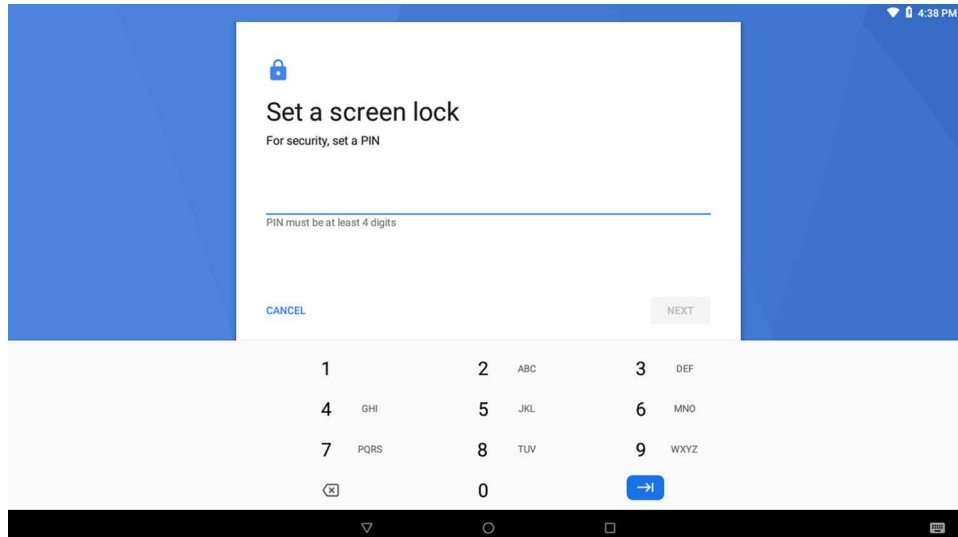 4:38 PM
Set a screen lock
For security, set a PIN
PIN must be at least 4 digits
CANCEL NEXT
1 2 ABC 3 DEF
4 GHI 5 JKL 6 MNO
7 PQRS 8 TUV 9 WXYZ
0